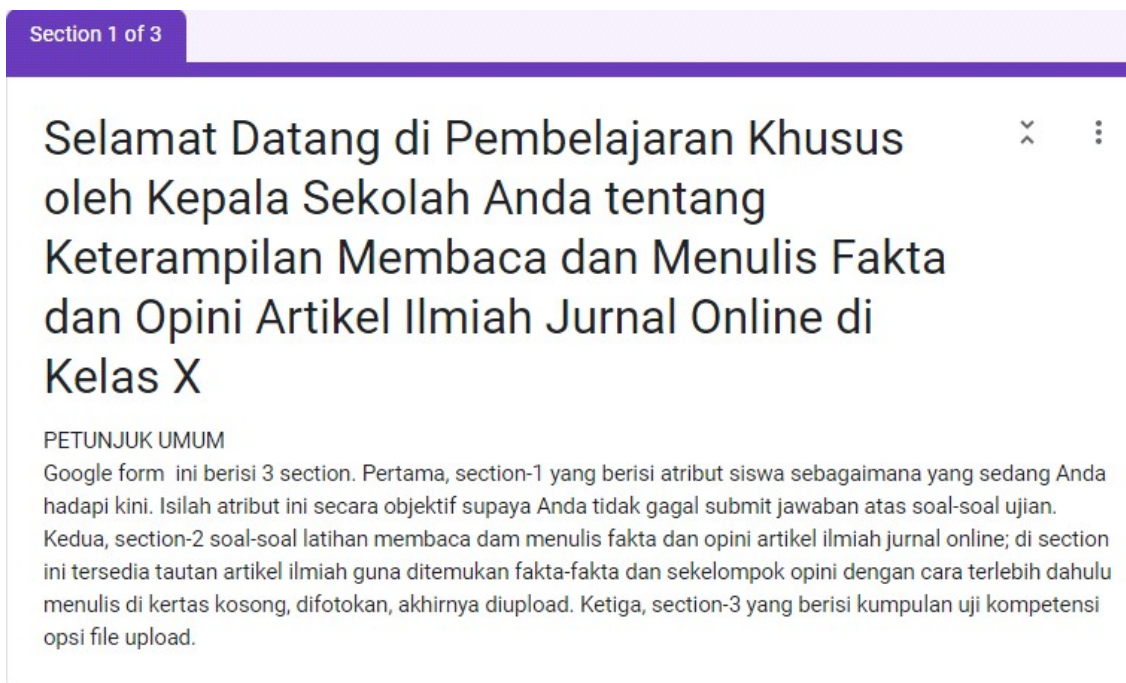 Section 1 of 3
Selamat Datang di Pembelajaran Khusus
oleh Kepala Sekolah Anda tentang
Keterampilan Membaca dan Menulis Fakta
dan Opini Artikel Ilmiah Jurnal Online di
Kelas X
PETUNJUK UMUM
Google form  ini berisi 3 section. Pertama, section-1 yang berisi atribut siswa sebagaimana yang sedang Anda
hadapi kini. Isilah atribut ini secara objektif supaya Anda tidak gagal submit jawaban atas soal-soal ujian.
Kedua, section-2 soal-soal latihan membaca dam menulis fakta dan opini artikel ilmiah jurnal online; di section
ini tersedia tautan artikel ilmiah guna ditemukan fakta-fakta dan sekelompok opini dengan cara terlebih dahulu
menulis di kertas kosong, difotokan, akhirnya diupload. Ketiga, section-3 yang berisi kumpulan uji kompetensi
opsi file upload.